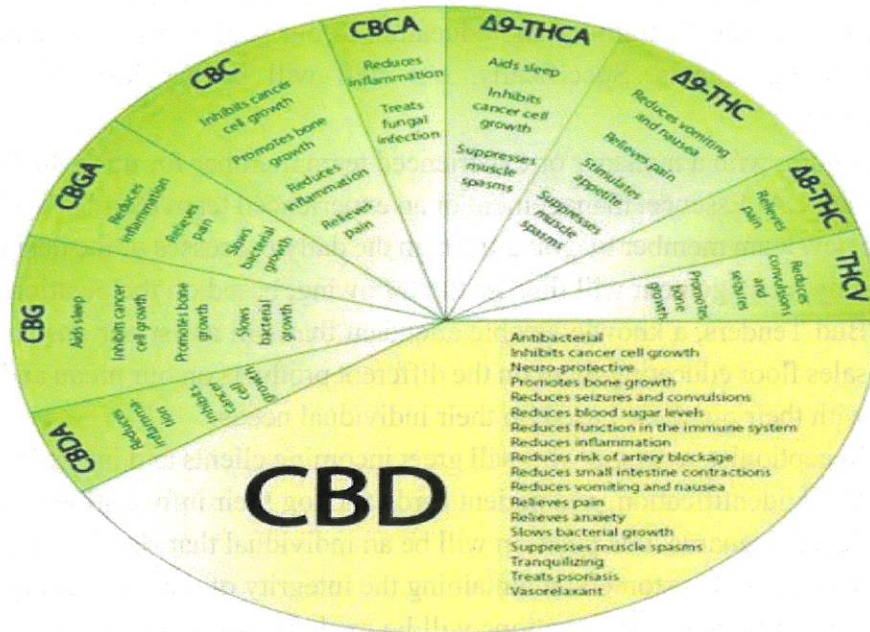 CBDA
Reduces
Inflamma-
tion
Inhibits
cancer
cell
growth
CBG
Aids sleep
Inhibits cancer
cell growth
Promotes bone
growth
Slows
bacterial
growth
CBGA
Reduces
inflammation
Relieves
pain
Slows
bacterial
growth
CBC
Inhibits cancer
cell growth
Promotes bone
growth
Reduces
inflammation
Relieves
Pain
CBCA
Reduces
inflammation
Treats
fungal
infection
Δ9-THCA
Aids sleep
Inhibits
cancer cell
growth
Suppresses
muscle
spasms
Δ9-THC
Reduces vomiting
and nausea
Relieves pain
Stimulates
appetite
Suppresses
muscle
spasms
Δ8-THC
Relieves
pain
THCV
Reduces
convulsions
and
seizures
Promotes
bone
growth
CBD
Antibacterial
Inhibits cancer cell growth
Neuro-protective
Promotes bone growth
Reduces seizures and convulsions
Reduces blood sugar levels
Reduces function in the immune system
Reduces inflammation
Reduces risk of artery blockage
Reduces small intestine contractions
Reduces vomiting and nausea
Relieves pain
Relieves anxiety
Slows bacterial growth
Suppresses muscle spasms
Tranquilizing
Treats psoriasis
Vasorelaxant